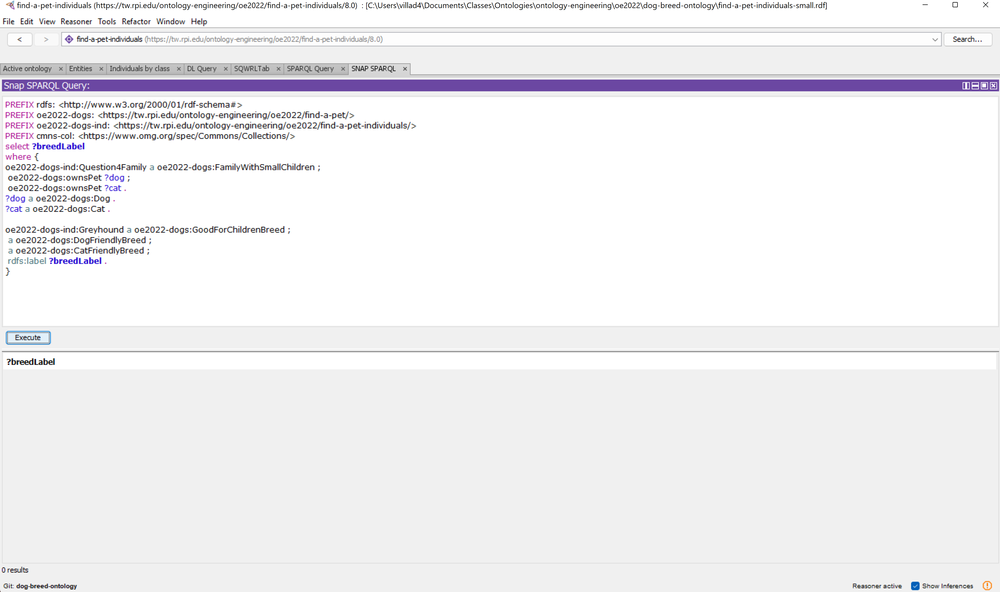 find-a-pet-individuals (https://tw.rpi.edu/ontology-engineering/oe2022/find-a-pet-individuals/8.0) : [C:\Users\villad4\Documents\Classes\Ontologies\ontology-engineering\oe2022\dog-breed-ontology\find-a-pet-individuals-small.rdf]
File Edit View Reasoner Tools Refactor Window Help
< > find-a-pet-individuals (https://tw.rpi.edu/ontology-engineering/oe2022/find-a-pet-individuals/8.0) Search...
Active ontology × Entities × Individuals by class × DL Query × SQWRLTab × SPARQL Query × SNAP SPARQL ×
Snap SPARQL Query:
PREFIX rdfs: <http://www.w3.org/2000/01/rdf-schema#>
PREFIX oe2022-dogs: <https://tw.rpi.edu/ontology-engineering/oe2022/find-a-pet/>
PREFIX oe2022-dogs-ind: <https://tw.rpi.edu/ontology-engineering/oe2022/find-a-pet-individuals/>
PREFIX cmns-col: <https://www.omg.org/spec/Commons/Collections/>
select ?breedLabel
where {
oe2022-dogs-ind:Question4Family a oe2022-dogs:FamilyWithSmallChildren ;
oe2022-dogs:ownsPet ?dog ;
oe2022-dogs:ownsPet ?cat .
?dog a oe2022-dogs:Dog .
?cat a oe2022-dogs:Cat .
oe2022-dogs-ind:Greyhound a oe2022-dogs:GoodForChildrenBreed ;
a oe2022-dogs:DogFriendlyBreed ;
a oe2022-dogs:CatFriendlyBreed ;
rdfs:label ?breedLabel .
}
Execute
?breedLabel
0 results
Git: dog-breed-ontology Reasoner active Show Inferences